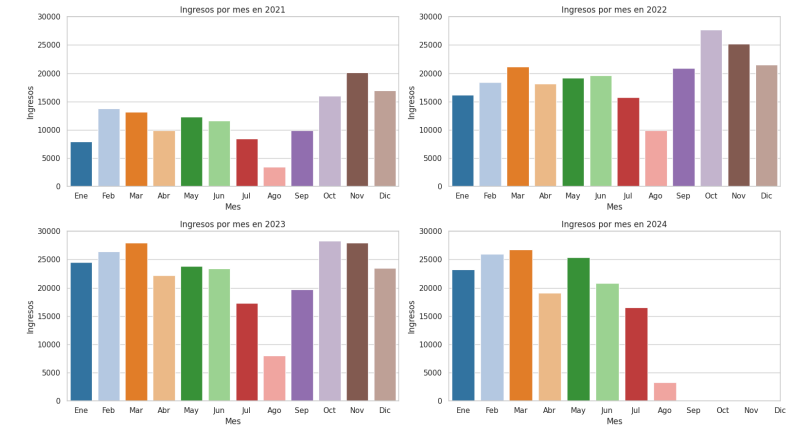 Ingresos por mes en 2021
30000
25000
20000
15000
10000
5000
0
Ingresos
Ene Feb Mar Abr May Jun Jul Ago Sep Oct Nov Dic
Mes
Ingresos por mes en 2022
30000
25000
20000
15000
10000
5000
0
Ingresos
Ene Feb Mar Abr May Jun Jul Ago Sep Oct Nov Dic
Mes
Ingresos por mes en 2023
30000
25000
20000
15000
10000
5000
0
Ingresos
Ene Feb Mar Abr May Jun Jul Ago Sep Oct Nov Dic
Mes
Ingresos por mes en 2024
30000
25000
20000
15000
10000
5000
0
Ingresos
Ene Feb Mar Abr May Jun Jul Ago Sep Oct Nov Dic
Mes